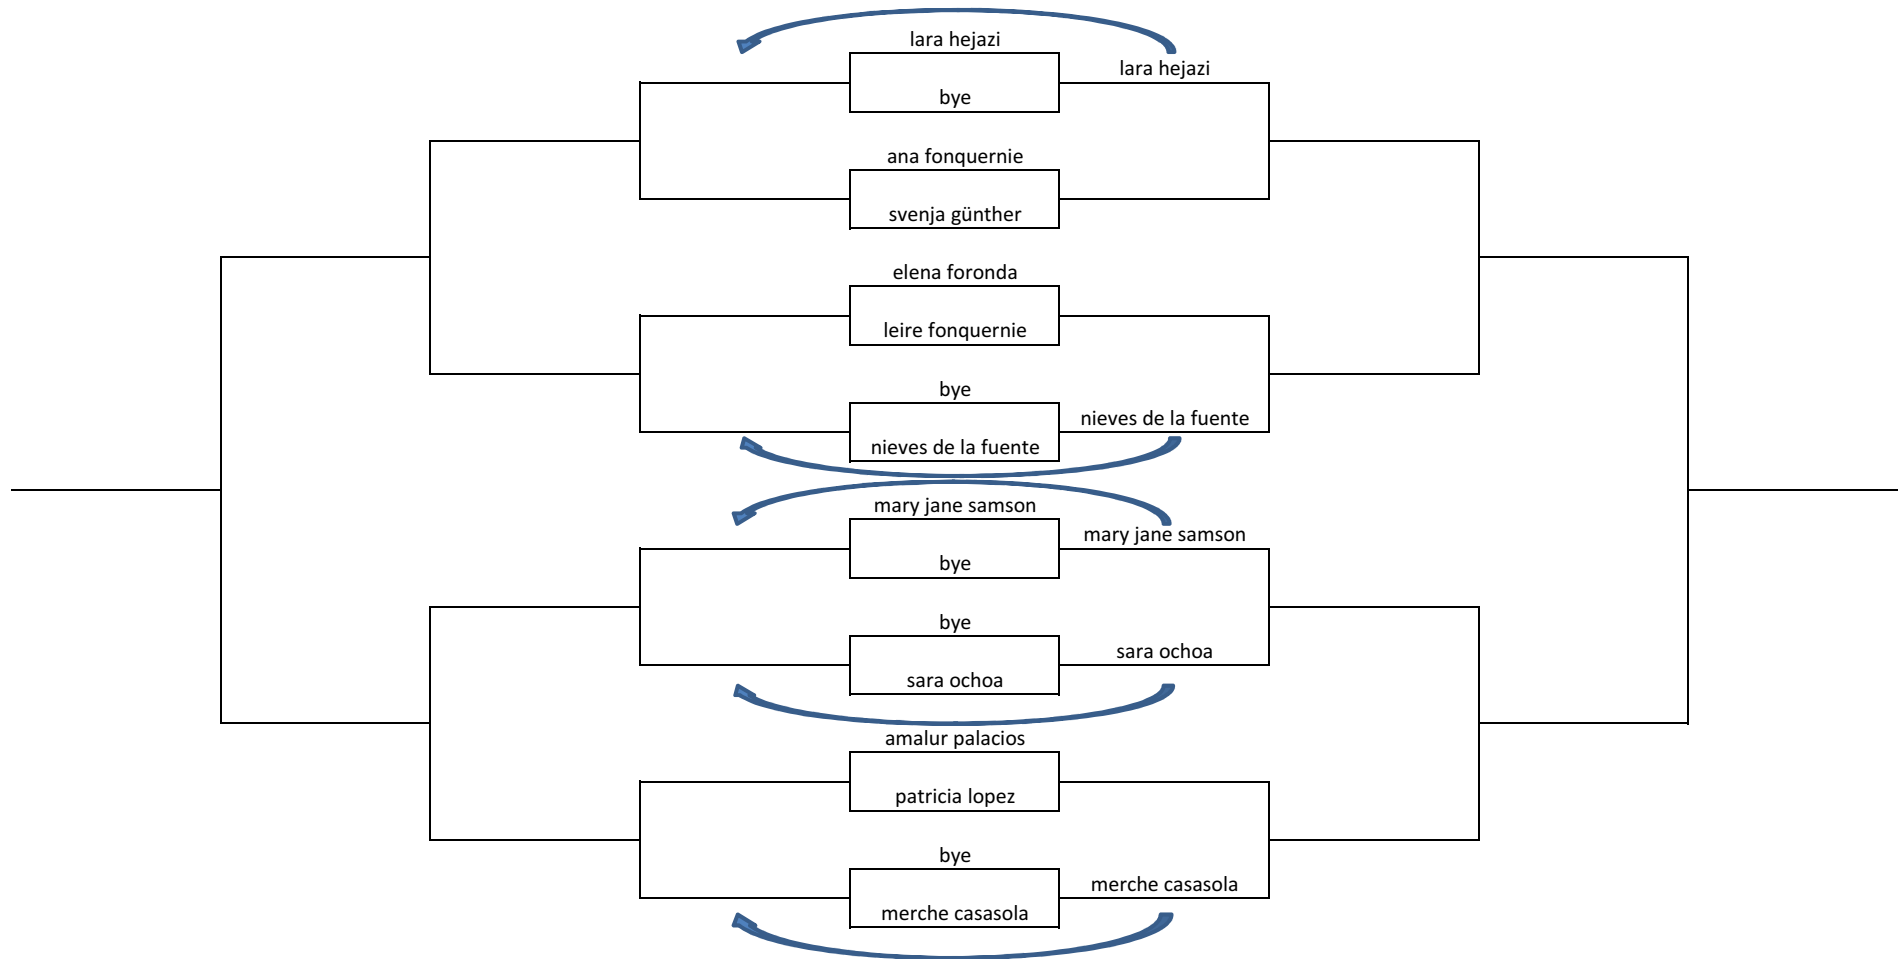 lara hejazi
lara hejazi
bye
ana fonquernie
svenja günther
elena foronda
leire fonquernie
bye
nieves de la fuente
nieves de la fuente
mary jane samson
mary jane samson
bye
bye
sara ochoa
sara ochoa
amalur palacios
patricia lopez
bye
merche casasola
merche casasola